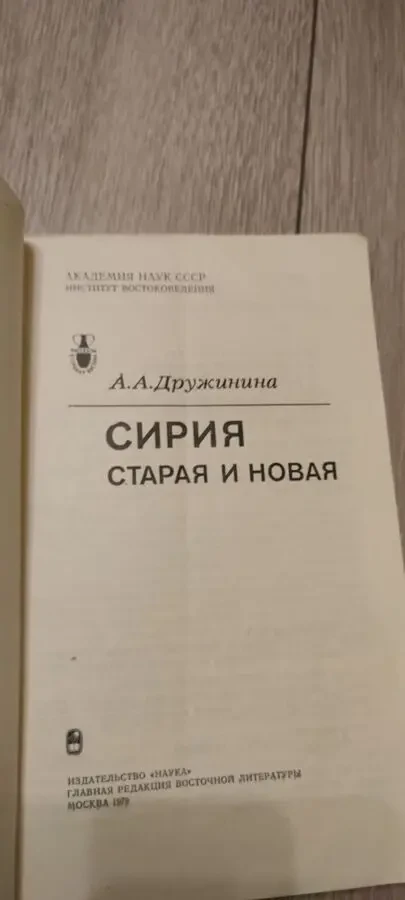 АКАДЕМИЯ НАУК СССР
ИНСТИТУТ ВОСТОКОВЕДЕНИЯ
А.А.Дружинина
СИРИЯ
СТАРАЯ И НОВАЯ
ИЗДАТЕЛЬСТВО «НАУКА»
ГЛАВНАЯ РЕДАКЦИЯ ВОСТОЧНОЙ ЛИТЕРАТУРЫ
МОСКВА 1979